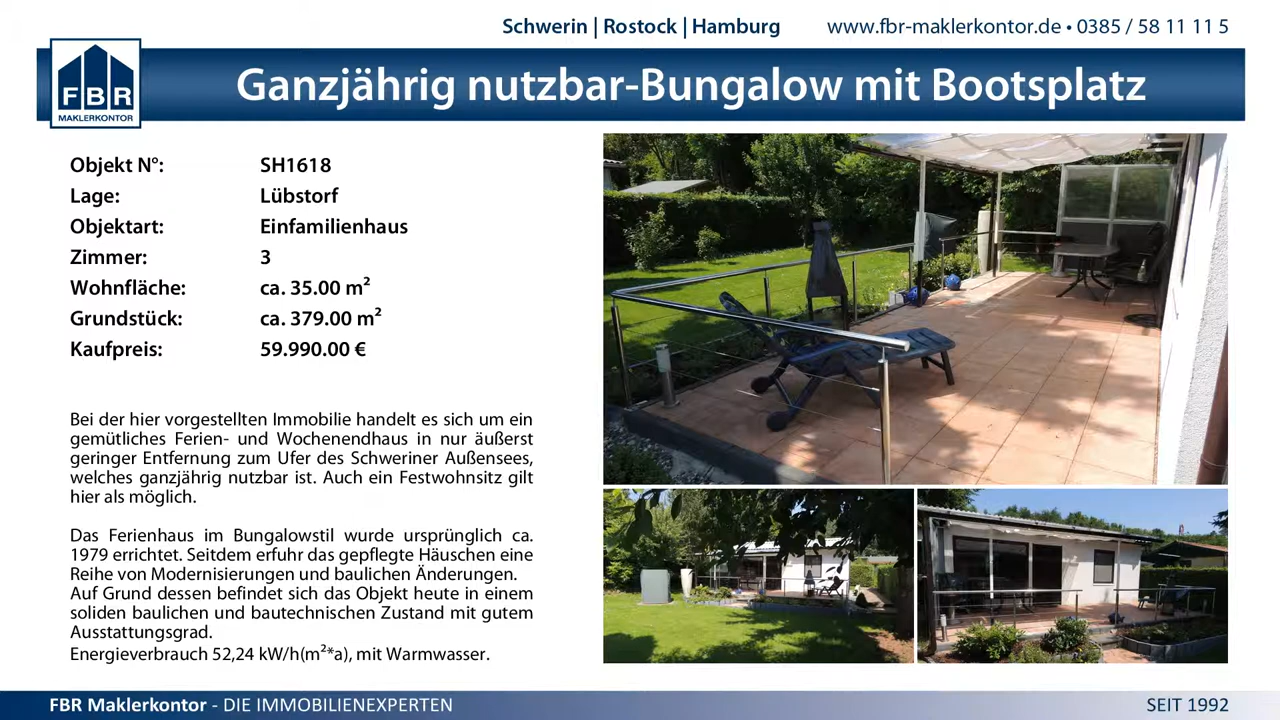 Schwerin | Rostock | Hamburg www.fbr-maklerkontor.de • 0385 / 58 11 11 5
FBR
MAKLERKONTOR
Ganzjährig nutzbar-Bungalow mit Bootsplatz
Objekt N°: SH1618
Lage: Lübstorf
Objektart: Einfamilienhaus
Zimmer: 3
Wohnfläche: ca. 35.00 m²
Grundstück: ca. 379.00 m²
Kaufpreis: 59.990.00 €
Bei der hier vorgestellten Immobilie handelt es sich um ein
gemütliches Ferien- und Wochenendhaus in nur äußerst
geringer Entfernung zum Ufer des Schweriner Außensees,
welches ganzjährig nutzbar ist. Auch ein Festwohnsitz gilt
hier als möglich.
Das Ferienhaus im Bungalowstil wurde ursprünglich ca.
1979 errichtet. Seitdem erfuhr das gepflegte Häuschen eine
Reihe von Modernisierungen und baulichen Änderungen.
Auf Grund dessen befindet sich das Objekt heute in einem
soliden baulichen und bautechnischen Zustand mit gutem
Ausstattungsgrad.
Energieverbrauch 52,24 kW/h(m²*a), mit Warmwasser.
FBR Maklerkontor - DIE IMMOBILIENEXPERTEN SEIT 1992